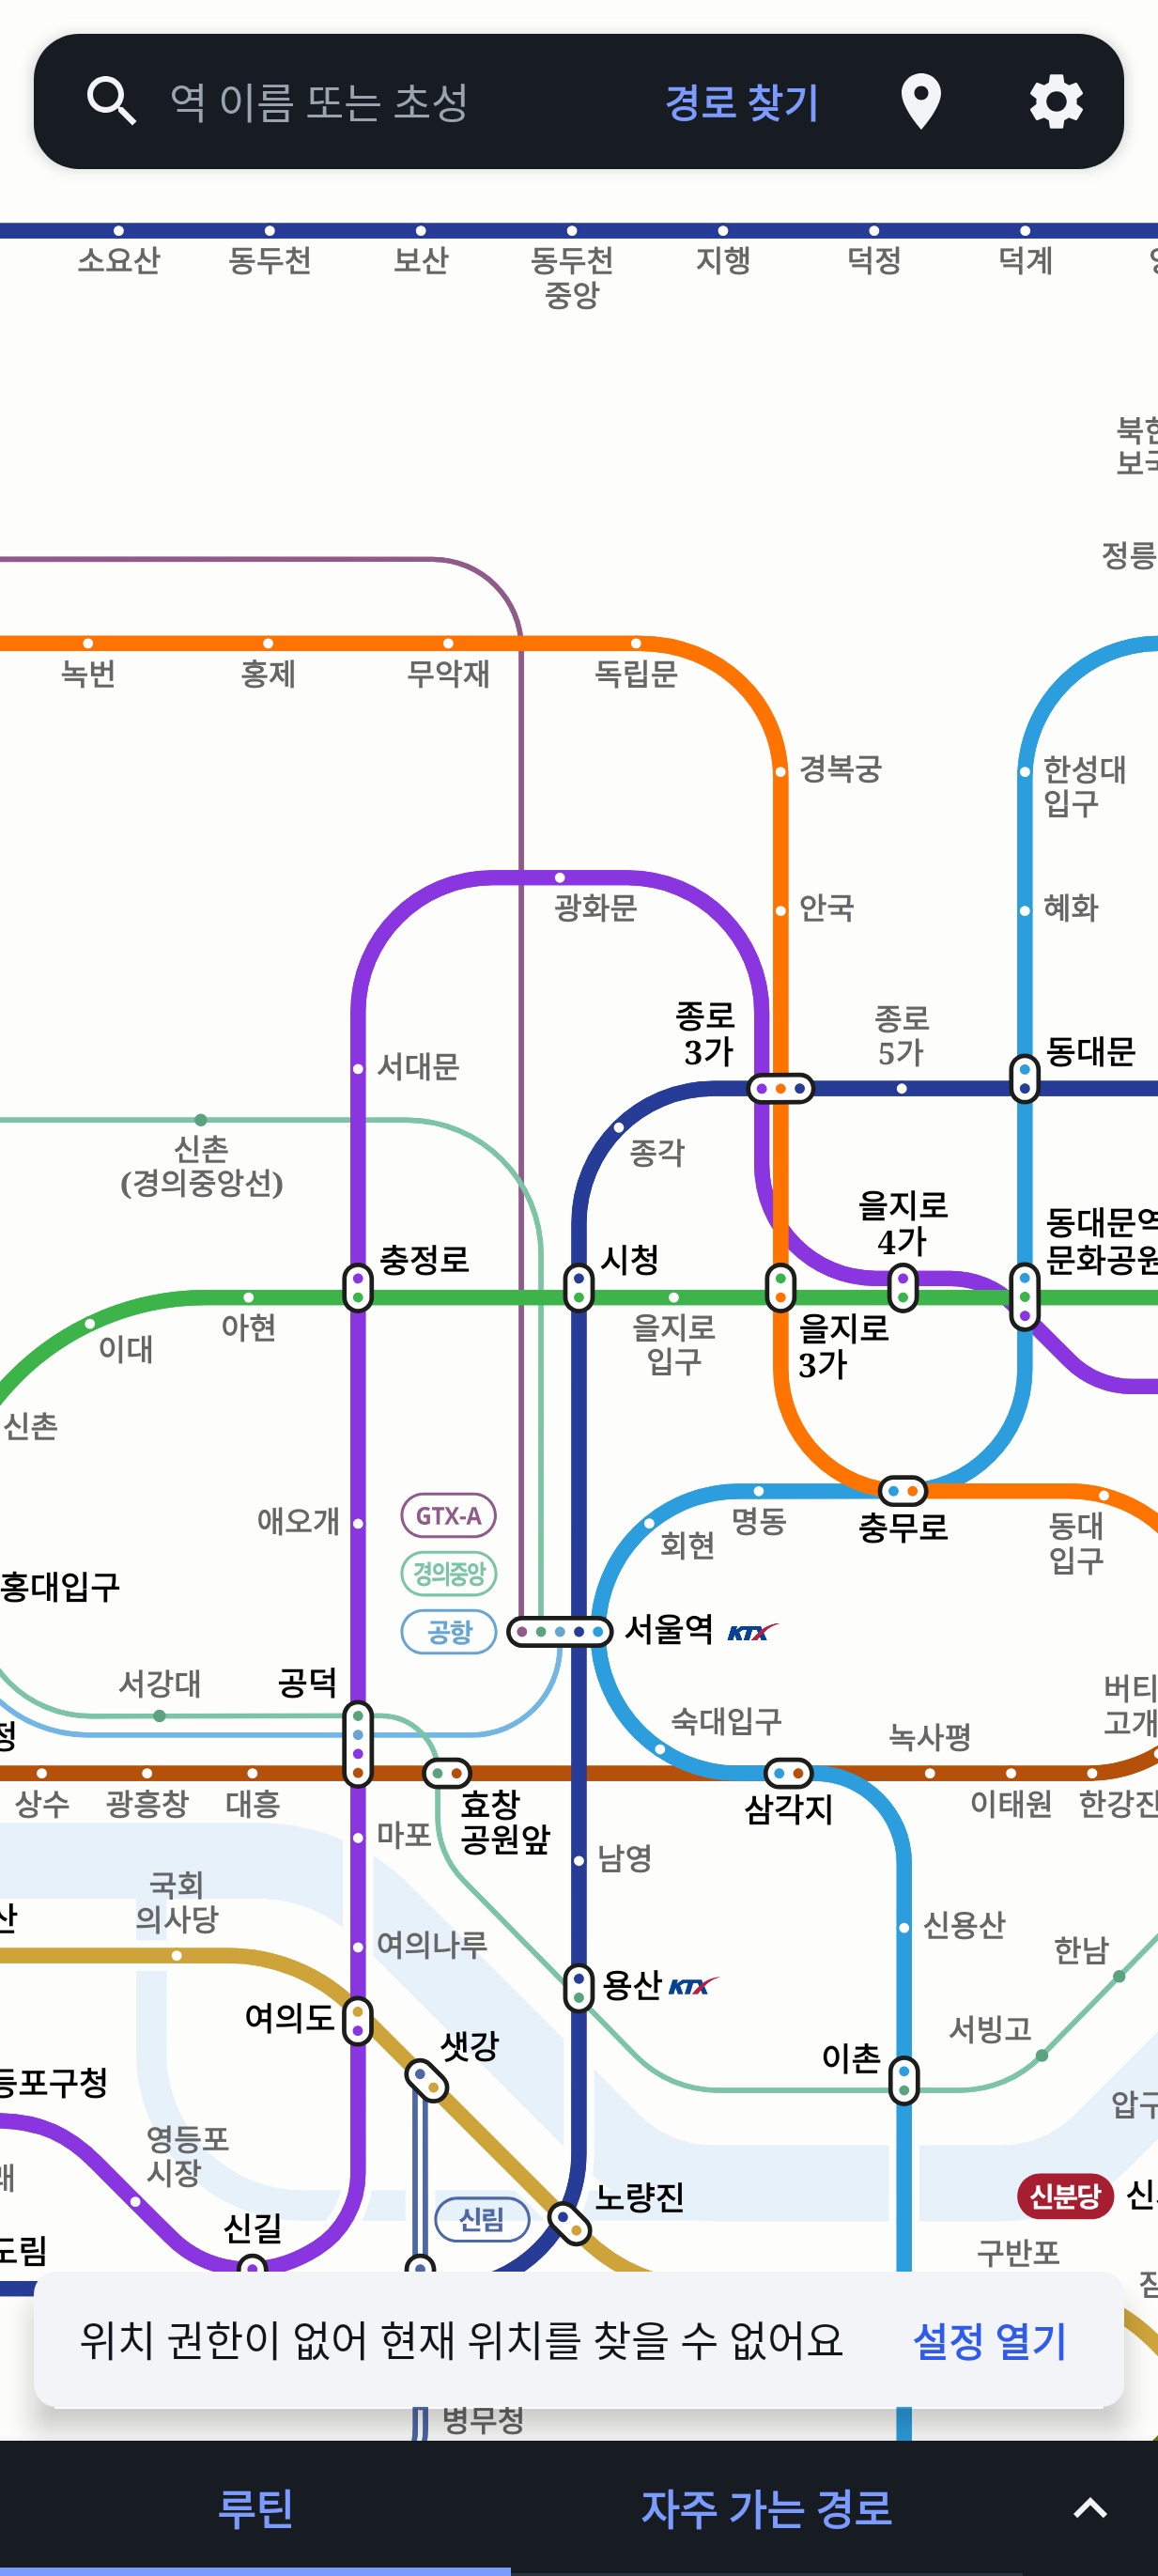 역 이름 또는 초성
경로 찾기
소요산
동두천
보산
동두천
중앙
지행
덕정
덕계
정릉
녹번
홍제
무악재
독립문
경복궁
한성대
입구
광화문
안국
혜화
종로
3가
종로
5가
동대문
서대문
종각
신촌
(경의중앙선)
을지로
4가
충정로
시청
아현
이대
을지로
입구
을지로
3가
신촌
애오개
GTX-A
경의중앙
공항
회현
명동
충무로
동대
입구
홍대입구
서울역 KTX
서강대
공덕
숙대입구
녹사평
버티
고개
상수
광흥창
대흥
효창
공원앞
삼각지
이태원
한강진
마포
남영
국회
의사당
여의나루
신용산
한남
용산 KTX
여의도
샛강
이촌
서빙고
등포구청
영등포
시장
신림
노량진
신분당
신길
구반포
위치 권한이 없어 현재 위치를 찾을 수 없어요
설정 열기
병무청
루틴
자주 가는 경로